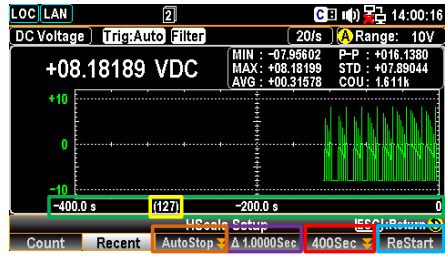 LOC LAN 2 C 14:00:16
DC Voltage Trig:Auto Filter 20/s A Range: 10V
+08.18189 VDC
MIN : -07.95602 P-P : +016.1380
MAX: +08.18199 STD : +07.89044
AVG : +00.31578 COU: 1.611k
+10
0
-10
-400.0 s (127) -200.0 s 0
HScale Setup [ESC]:Return
Count Recent AutoStop Δ 1.0000Sec 400Sec ReStart